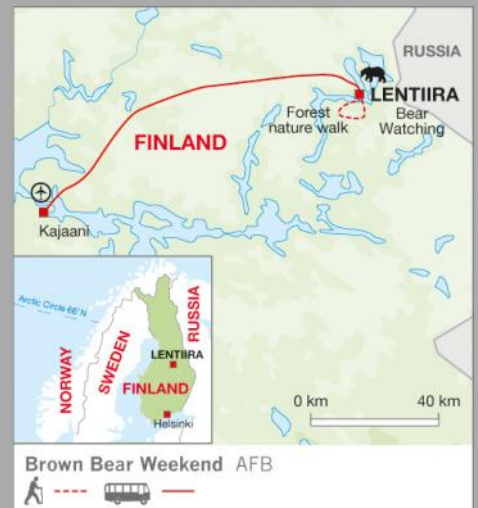 RUSSIA
LENTIIRA
Forest
nature walk
Bear
Watching
FINLAND
Kajaani
Arctic Circle 66°N
NORWAY
SWEDEN
RUSSIA
LENTIIRA
FINLAND
Helsinki
0 km
40 km
Brown Bear Weekend AFB